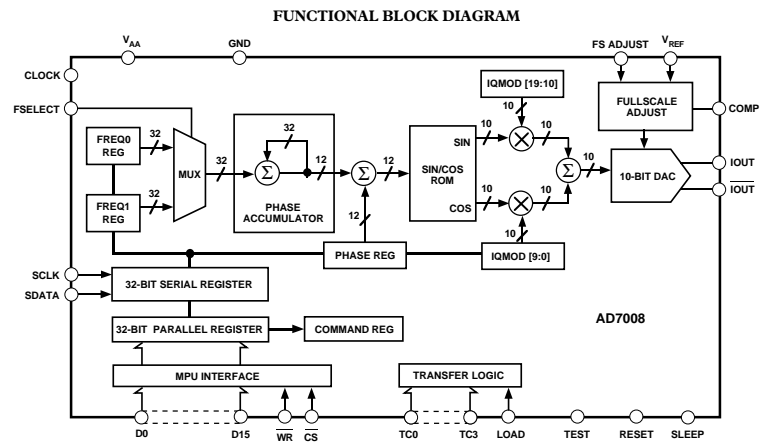 FUNCTIONAL BLOCK DIAGRAM
VAA
GND
FS ADJUST
VREF
CLOCK
FSELECT
FREQ0
REG
32
FREQ1
REG
32
MUX
32
32
12
Σ
PHASE
ACCUMULATOR
Σ
12
12
PHASE REG
SIN
SIN/COS
ROM
COS
IQMOD [19:10]
10
10
10
10
10
10
IQMOD [9:0]
Σ
10
FULLSCALE
ADJUST
COMP
10-BIT DAC
IOUT
IOUT
SCLK
SDATA
32-BIT SERIAL REGISTER
32-BIT PARALLEL REGISTER
COMMAND REG
AD7008
MPU INTERFACE
TRANSFER LOGIC
D0
D15
WR
CS
TC0
TC3
LOAD
TEST
RESET
SLEEP